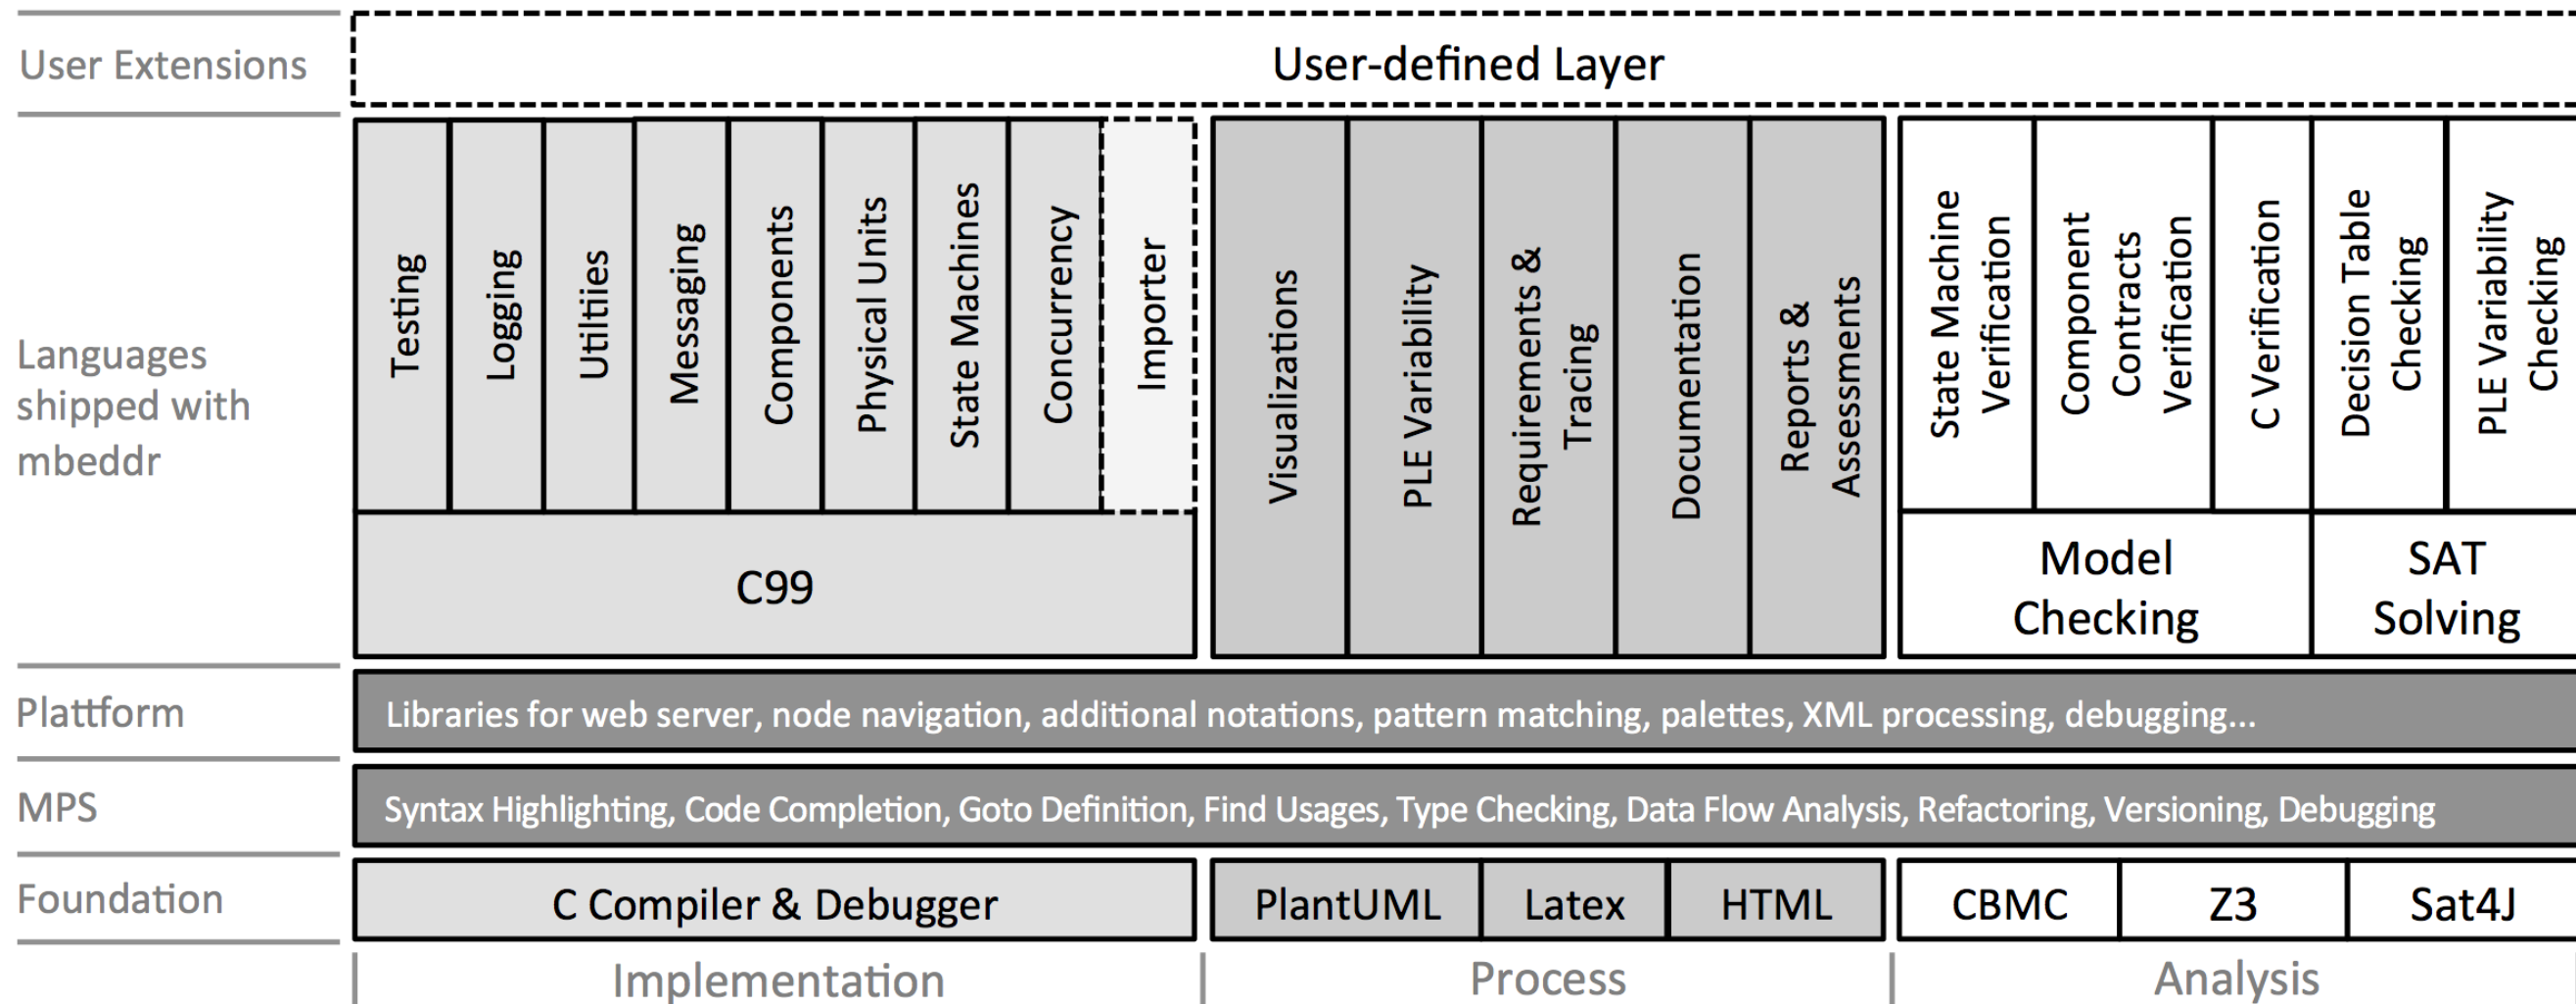 User Extensions
User-defined Layer
Languages
shipped with
mbeddr
Testing
Logging
Utiltiies
Messaging
Components
Physical Units
State Machines
Concurrency
Importer
C99
Visualizations
PLE Variability
Requirements &
Tracing
Documentation
Reports &
Assessments
State Machine
Verification
Component
Contracts
Verification
C Verification
Decision Table
Checking
PLE Variability
Checking
Model
Checking
SAT
Solving
Plattform
Libraries for web server, node navigation, additional notations, pattern matching, palettes, XML processing, debugging...
MPS
Syntax Highlighting, Code Completion, Goto Definition, Find Usages, Type Checking, Data Flow Analysis, Refactoring, Versioning, Debugging
Foundation
C Compiler & Debugger
PlantUML
Latex
HTML
CBMC
Z3
Sat4J
Implementation
Process
Analysis